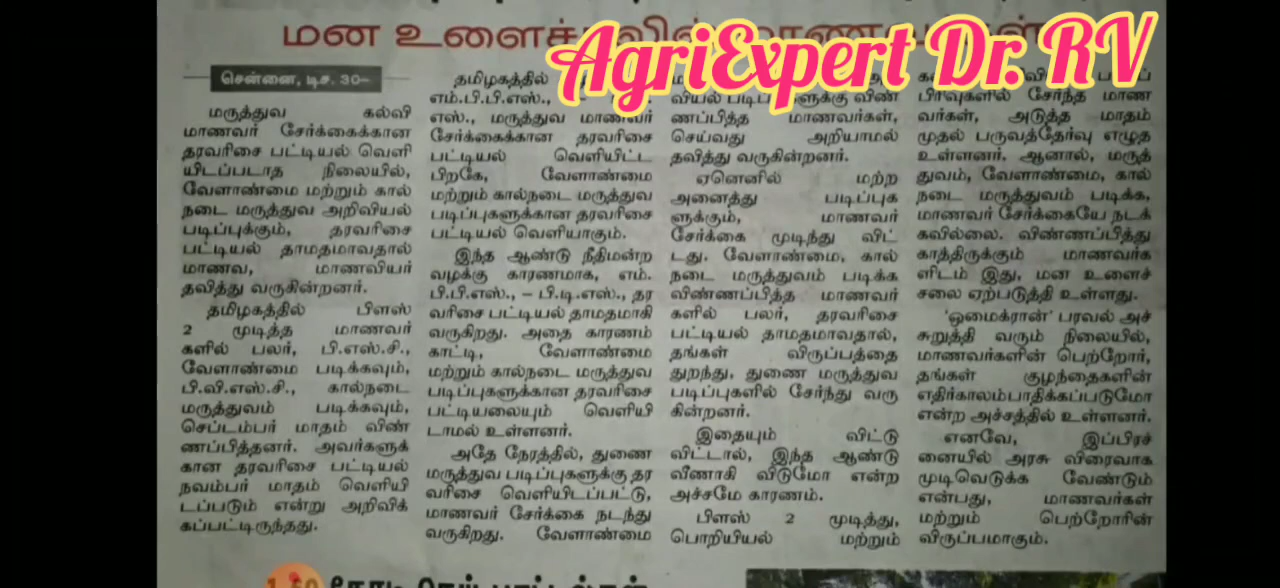 மன உளைச்சலில்
AgriExpert Dr. RV
சென்னை, டிச. 30–
மருத்துவ கல்வி
மாணவர் சேர்க்கைக்கான
தரவரிசை பட்டியல் வெளி
யிடப்படாத நிலையில்,
வேளாண்மை மற்றும் கால்
நடை மருத்துவ அறிவியல்
படிப்புக்கும், தரவரிசை
பட்டியல் தாமதமாவதால்
மாணவ, மாணவியர்
தவித்து வருகின்றனர்.
தமிழகத்தில் பிளஸ்
2 முடித்த மாணவர்
களில் பலர், பி.எஸ்.சி.,
வேளாண்மை படிக்கவும்,
பி.வி.எஸ்.சி., கால்நடை
மருத்துவம் படிக்கவும்,
செப்டம்பர் மாதம் விண்
ணப்பித்தனர். அவர்களுக்
கான தரவரிசை பட்டியல்
நவம்பர் மாதம் வெளியி
டப்படும் என்று அறிவிக்
கப்பட்டிருந்தது.
தமிழகத்தில்
எம்.பி.பி.எஸ்.,
எஸ்., மருத்துவ மாணவர்
சேர்க்கைக்கான தரவரிசை
பட்டியல் வெளியிட்ட
பிறகே, வேளாண்மை
மற்றும் கால்நடை மருத்துவ
படிப்புகளுக்கான தரவரிசை
பட்டியல் வெளியாகும்.
இந்த ஆண்டு நீதிமன்ற
வழக்கு காரணமாக, எம்.
பி.பி.எஸ்., – பி.டி.எஸ்., தர
வரிசை பட்டியல் தாமதமாகி
வருகிறது. அதை காரணம்
காட்டி, வேளாண்மை
மற்றும் கால்நடை மருத்துவ
படிப்புகளுக்கான தரவரிசை
பட்டியலையும் வெளியி
டாமல் உள்ளனர்.
அதே நேரத்தில், துணை
மருத்துவ படிப்புகளுக்கு தர
வரிசை வெளியிடப்பட்டு,
மாணவர் சேர்க்கை நடந்து
வருகிறது. வேளாண்மை
வியல் படிப்புகளுக்கு விண்
ணப்பித்த மாணவர்கள்,
செய்வது அறியாமல்
தவித்து வருகின்றனர்.
ஏனெனில் மற்ற
அனைத்து படிப்புக
ளுக்கும், மாணவர்
சேர்க்கை முடிந்து விட்
டது. வேளாண்மை, கால்
நடை மருத்துவம் படிக்க
விண்ணப்பித்த மாணவர்
களில் பலர், தரவரிசை
பட்டியல் தாமதமாவதால்,
தங்கள் விருப்பத்தை
துறந்து, துணை மருத்துவ
படிப்புகளில் சேர்ந்து வரு
கின்றனர்.
இதையும் விட்டு
விட்டால், இந்த ஆண்டு
வீணாகி விடுமோ என்ற
அச்சமே காரணம்.
பிளஸ் 2 முடித்து,
பொறியியல் மற்றும்
பிரிவுகளில் சேர்ந்த மாண
வர்கள், அடுத்த மாதம்
முதல் பருவத்தேர்வு எழுத
உள்ளனர். ஆனால், மருத்
துவம், வேளாண்மை, கால்
நடை மருத்துவம் படிக்க,
மாணவர் சேர்க்கையே நடக்
கவில்லை. விண்ணப்பித்து
காத்திருக்கும் மாணவர்க
ளிடம் இது, மன உளைச்
சலை ஏற்படுத்தி உள்ளது.
'ஒமைக்ரான்' பரவல் அச்
சுறுத்தி வரும் நிலையில்,
மாணவர்களின் பெற்றோர்,
தங்கள் குழந்தைகளின்
எதிர்காலம்பாதிக்கப்படுமோ
என்ற அச்சத்தில் உள்ளனர்.
எனவே, இப்பிரச்
னையில் அரசு விரைவாக
முடிவெடுக்க வேண்டும்
என்பது, மாணவர்கள்
மற்றும் பெற்றோரின்
விருப்பமாகும்.